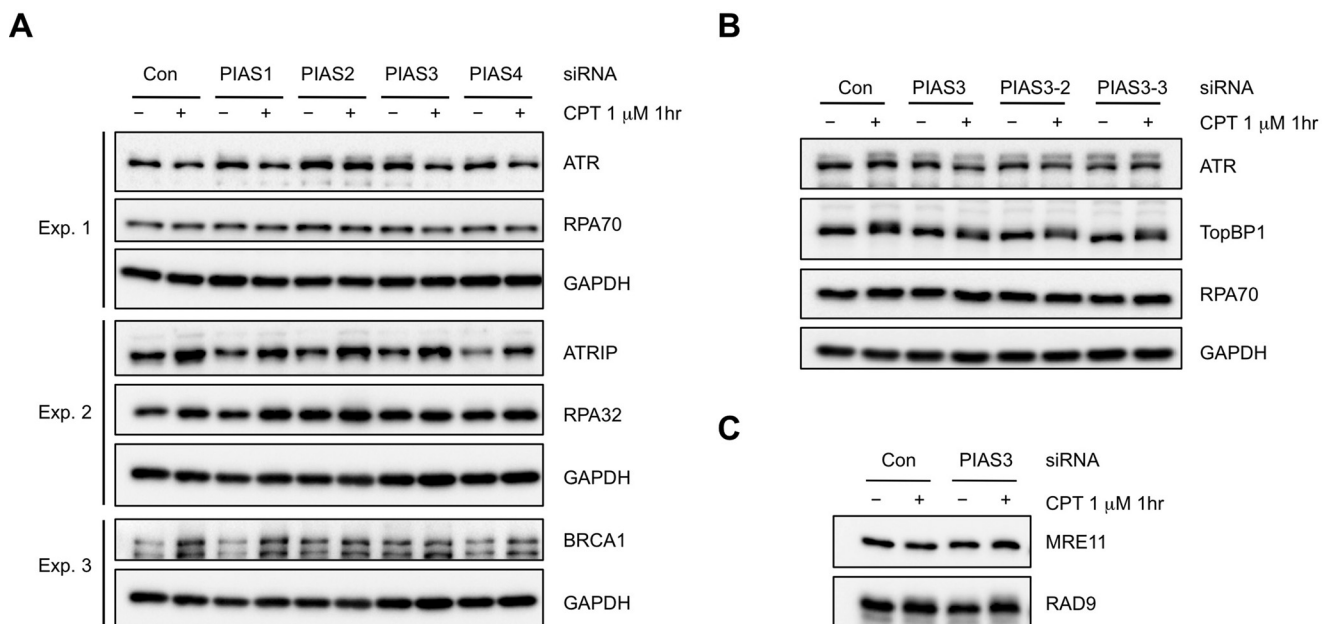 A
Con PIAS1 PIAS2 PIAS3 PIAS4 siRNA
− + − + − + − + − + CPT 1 μM 1hr
Exp. 1
ATR
RPA70
GAPDH
Exp. 2
ATRIP
RPA32
GAPDH
Exp. 3
BRCA1
GAPDH
B
Con PIAS3 PIAS3-2 PIAS3-3 siRNA
− + − + − + − + CPT 1 μM 1hr
ATR
TopBP1
RPA70
GAPDH
C
Con PIAS3 siRNA
− + − + CPT 1 μM 1hr
MRE11
RAD9